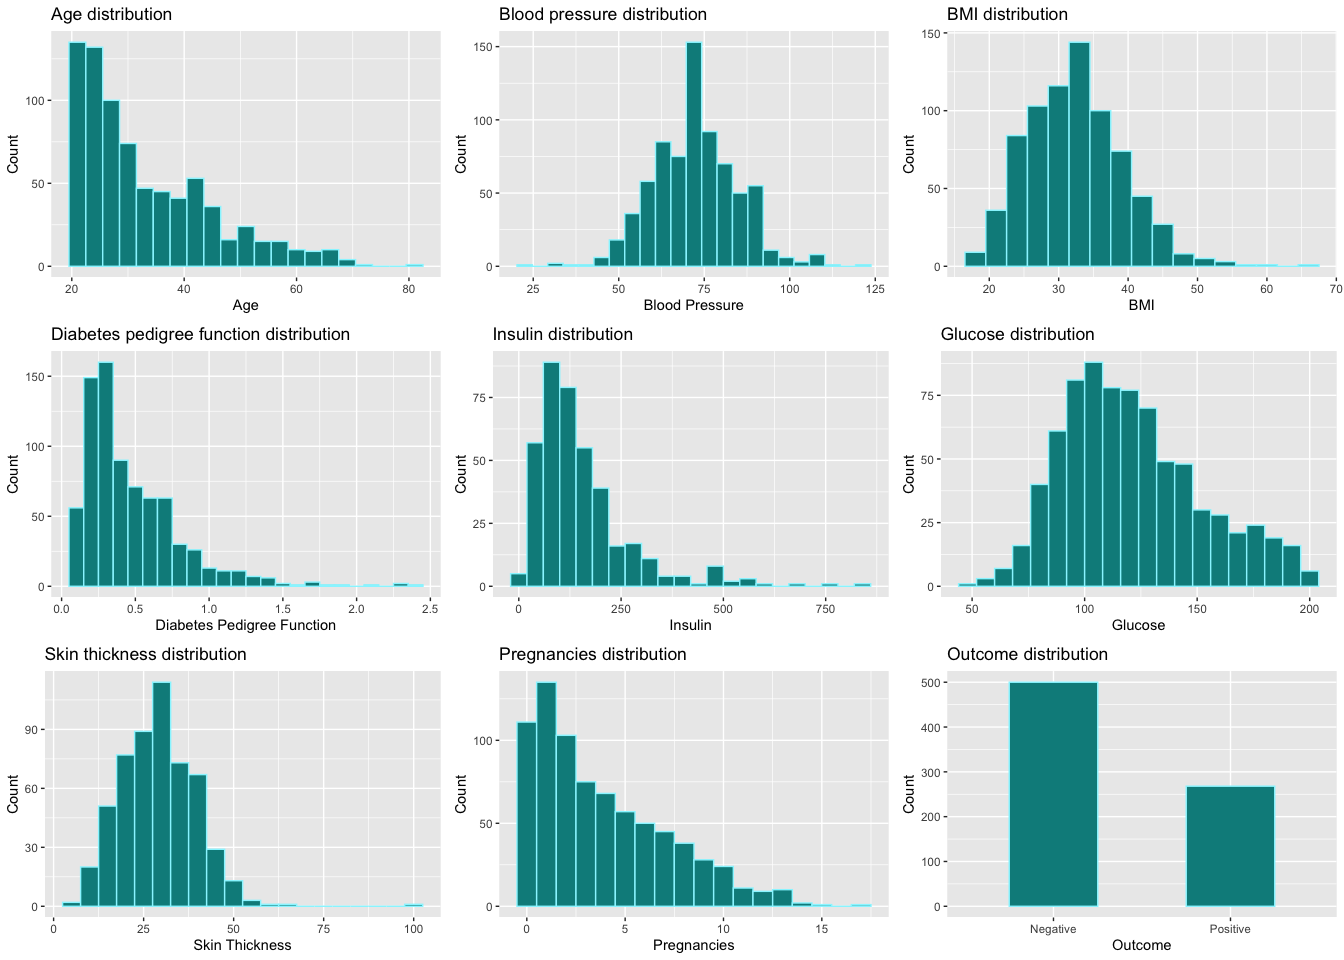 Age distribution
Count
100
50
0
20 40 60 80
Age
Blood pressure distribution
Count
150
100
50
0
25 50 75 100 125
Blood Pressure
BMI distribution
Count
150
100
50
0
20 30 40 50 60 70
BMI
Diabetes pedigree function distribution
Count
150
100
50
0
0.0 0.5 1.0 1.5 2.0 2.5
Diabetes Pedigree Function
Insulin distribution
Count
75
50
25
0
0 250 500 750
Insulin
Glucose distribution
Count
75
50
25
0
50 100 150 200
Glucose
Skin thickness distribution
Count
90
60
30
0
0 25 50 75 100
Skin Thickness
Pregnancies distribution
Count
100
50
0
0 5 10 15
Pregnancies
Outcome distribution
Count
500
400
300
200
100
0
Negative Positive
Outcome